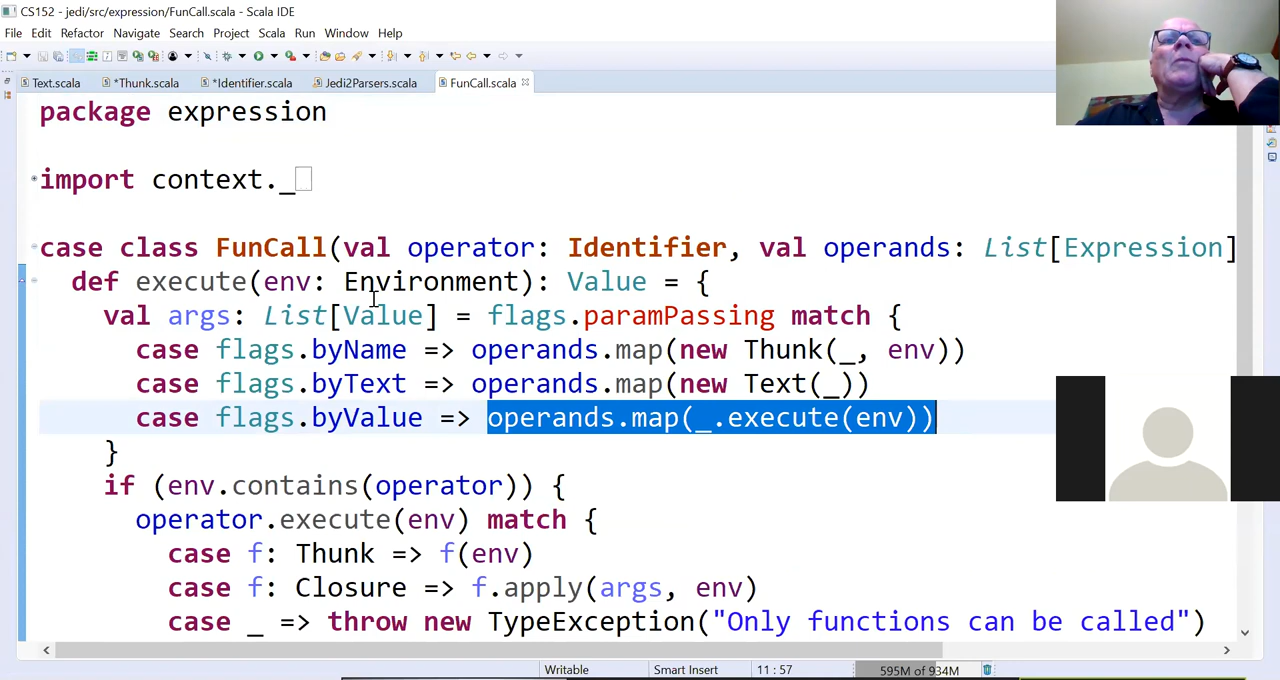 CS152 - jedi/src/expression/FunCall.scala - Scala IDE
File Edit Refactor Navigate Search Project Scala Run Window Help
Text.scala *Thunk.scala *Identifier.scala Jedi2Parsers.scala FunCall.scala
package expression
import context._
case class FunCall(val operator: Identifier, val operands: List[Expression]
def execute(env: Environment): Value = {
val args: List[Value] = flags.paramPassing match {
case flags.byName => operands.map(new Thunk(_, env))
case flags.byText => operands.map(new Text(_))
case flags.byValue => operands.map(_.execute(env))
}
if (env.contains(operator)) {
operator.execute(env) match {
case f: Thunk => f(env)
case f: Closure => f.apply(args, env)
case _ => throw new TypeException("Only functions can be called")
Writable Smart Insert 11 : 57 595M of 934M